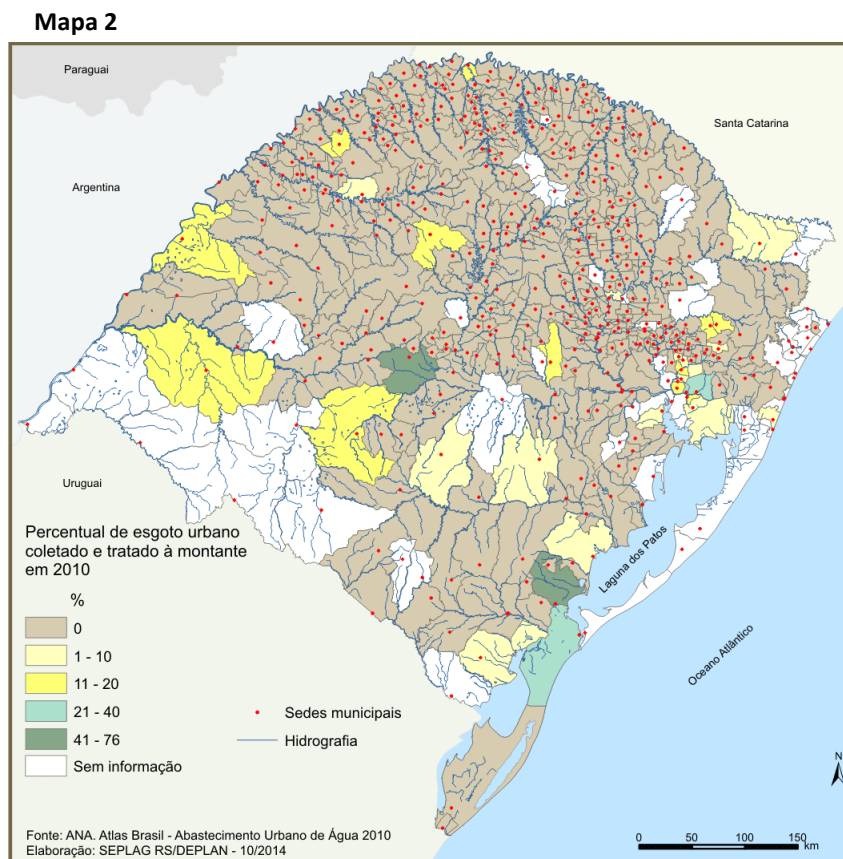 Mapa 2
Paraguai
Santa Catarina
Argentina
Uruguai
Laguna dos Patos
Oceano Atlântico
Percentual de esgoto urbano
coletado e tratado à montante
em 2010
%
0
1 - 10
11 - 20
21 - 40
41 - 76
Sem informação
Sedes municipais
Hidrografia
N
Fonte: ANA. Atlas Brasil - Abastecimento Urbano de Água 2010
Elaboração: SEPLAG RS/DEPLAN - 10/2014
0 50 100 150
km